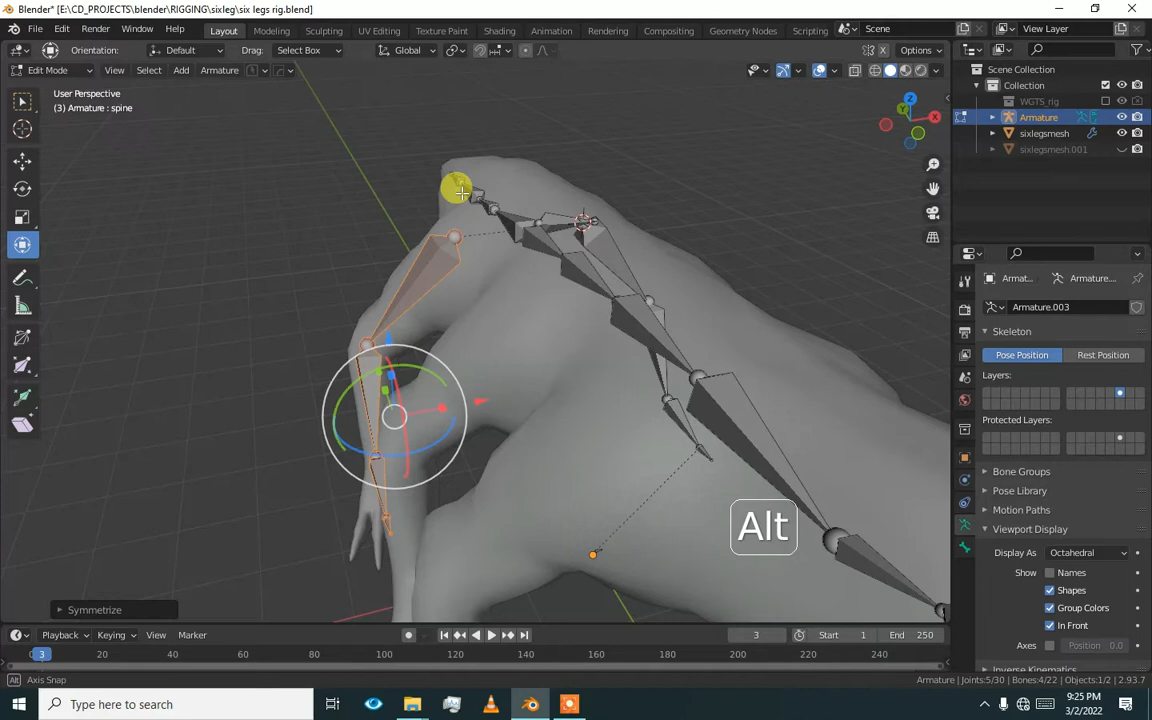 Blender* [E:\CD_PROJECTS\blender\RIGGING\sixleg\six legs rig.blend]
File Edit Render Window Help Layout Modeling Sculpting UV Editing Texture Paint Shading Animation Rendering Compositing Geometry Nodes Scripting Scene View Layer
Orientation: Default Drag: Select Box Global Options
Edit Mode View Select Add Armature
Scene Collection
Collection
WGTS_rig
Armature
sixlegsmesh
sixlegsmesh.001
User Perspective
(3) Armature : spine
X
Y
Z
Armat... Armature....
Armature.003
Skeleton
Pose Position Rest Position
Layers:
Protected Layers:
Bone Groups
Pose Library
Motion Paths
Viewport Display
Display As Octahedral
Show Names
Shapes
Group Colors
In Front
Axes Position 0.0
Inverse Kinematics
Alt
Symmetrize
Playback Keying View Marker 3 Start 1 End 250
3 20 40 60 80 100 120 140 160 180 200 220 240
Alt Axis Snap Armature | Joints:5/30 | Bones:4/22 | Objects:1/2 | 2.93.7
Type here to search
9:25 PM
3/2/2022